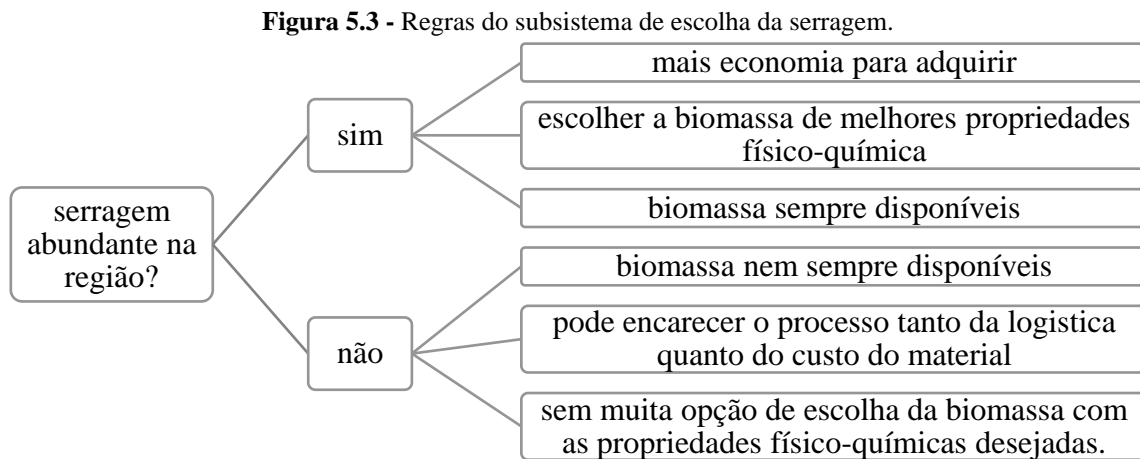 Figura 5.3 - Regras do subsistema de escolha da serragem.
serragem
abundante na
região?
sim
mais economia para adquirir
escolher a biomassa de melhores propriedades
físico-química
biomassa sempre disponíveis
não
biomassa nem sempre disponíveis
pode encarecer o processo tanto da logistica
quanto do custo do material
sem muita opção de escolha da biomassa com
as propriedades físico-químicas desejadas.